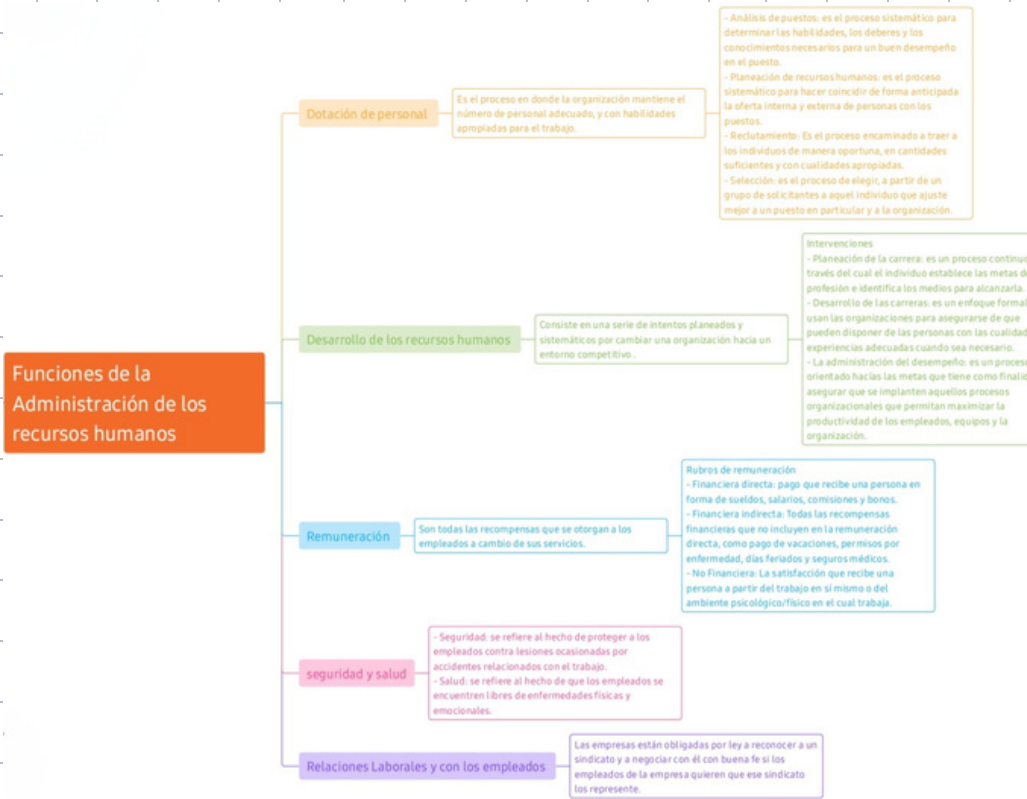 Funciones de la
Administración de los
recursos humanos
Dotación de personal
Es el proceso en donde la organización mantiene el
número de personal adecuado, y con habilidades
apropiadas para el trabajo.
- Análisis de puestos: es el proceso sistemático para
determinar las habilidades, los deberes y los
conocimientos necesarios para un buen desempeño
en el puesto.
- Planeación de recursos humanos: es el proceso
sistemático para hacer coincidir de forma anticipada
la oferta interna y externa de personas con los
puestos.
- Reclutamiento: Es el proceso encaminado a traer a
los individuos de manera oportuna, en cantidades
suficientes y con cualidades apropiadas.
- Selección: es el proceso de elegir, a partir de un
grupo de solicitantes a aquel individuo que ajuste
mejor a un puesto en particular y a la organización.
Desarrollo de los recursos humanos
Consiste en una serie de intentos planeados y
sistemáticos por cambiar una organización hacia un
entorno competitivo.
Intervenciones
- Planeación de la carrera: es un proceso continuo
través del cual el individuo establece las metas de
profesión e identifica los medios para alcanzarla.
- Desarrollo de las carreras: es un enfoque formal
usan las organizaciones para asegurarse de que
pueden disponer de las personas con las
experiencias adecuadas cuando sea necesario.
- La administración del desempeño: es un proceso
orientado hacías las metas que tiene como
asegurar que se implanten aquellos procesos
organizacionales que permitan maximizar la
productividad de los empleados, equipos y la
organización.
Remuneración
Son todas las recompensas que se otorgan a los
empleados a cambio de sus servicios.
Rubros de remuneración
- Financiera directa: pago que recibe una persona en
forma de sueldos, salarios, comisiones y bonos.
- Financiera indirecta: Todas las recompensas
financieras que no incluyen en la remuneración
directa, como pago de vacaciones, permisos por
enfermedad, días feriados y seguros médicos.
- No Financiera: La satisfacción que recibe una
persona a partir del trabajo en sí mismo o del
ambiente psicológico/físico en el cual trabaja.
seguridad y salud
- Seguridad: se refiere al hecho de proteger a los
empleados contra lesiones ocasionadas por
accidentes relacionados con el trabajo.
- Salud: se refiere al hecho de que los empleados se
encuentren libres de enfermedades físicas y
emocionales.
Relaciones Laborales y con los empleados
Las empresas están obligadas por ley a reconocer a un
sindicato y a negociar con él con buena fe si los
empleados de la empresa quieren que ese sindicato
los represente.